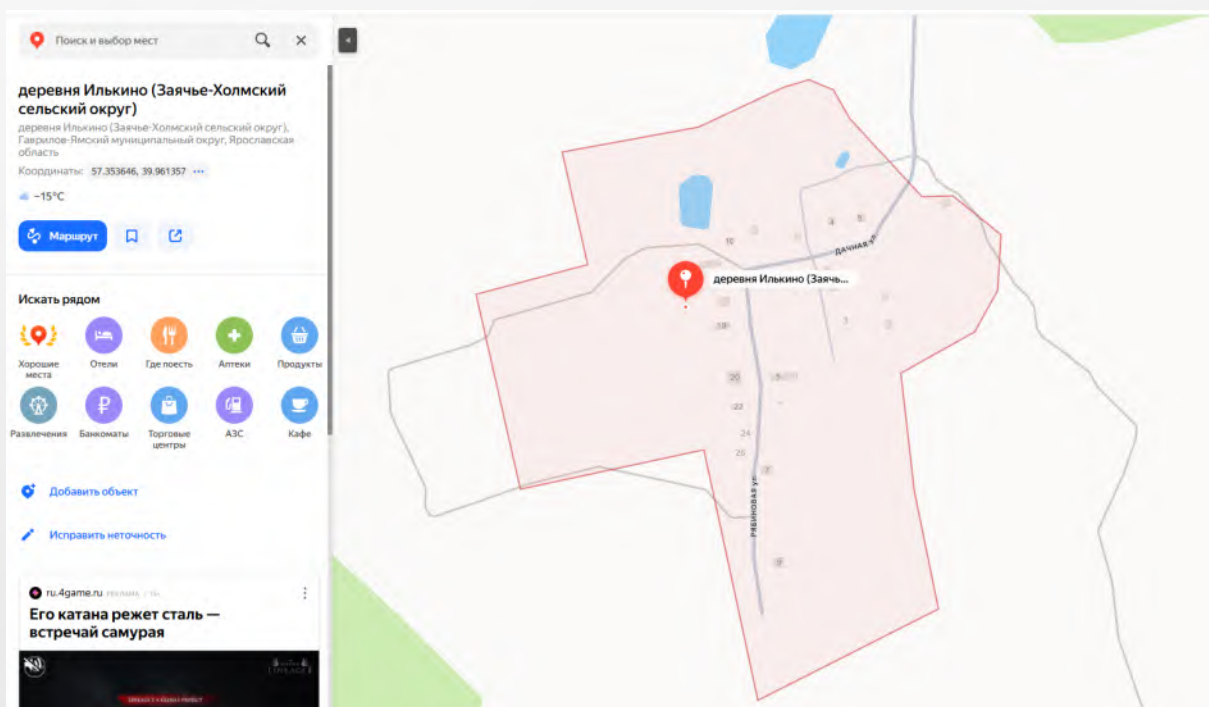 Поиск и выбор мест
деревня Илькино (Заячье-Холмский
сельский округ)
деревня Илькино (Заячье-Холмский сельский округ),
Гаврилов-Ямский муниципальный округ, Ярославская
область
Координаты: 57.353646, 39.961357 •••
−15°C
Маршрут
Искать рядом
Хорошие
места
Отели
Где поесть
Аптеки
Продукты
Развлечения
Банкоматы
Торговые
центры
АЗС
Кафе
Добавить объект
Исправить неточность
ru.4game.ru
Его катана режет сталь —
встречай самурая
4
5
10
ДАЧНАЯ ул.
деревня Илькино (Заячь...
18
20
22
24
26
7
РЯБИНОВАЯ ул.
9